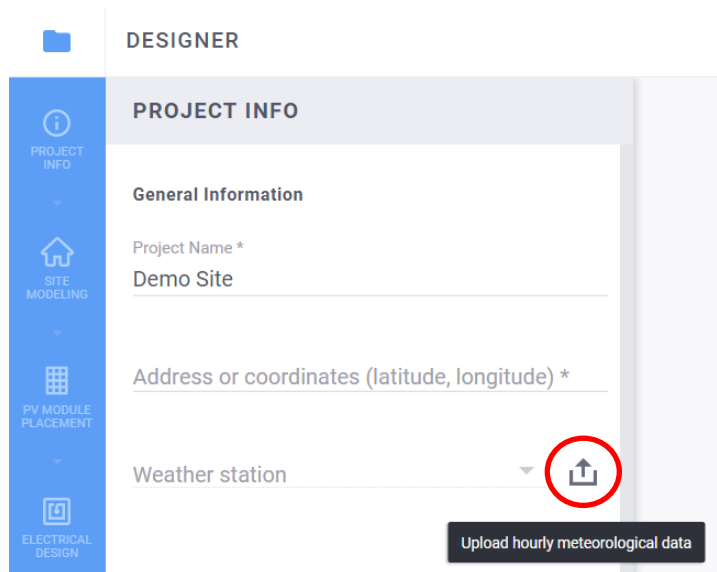 DESIGNER
PROJECT INFO
PROJECT
INFO
General Information
Project Name *
Demo Site
SITE
MODELING
Address or coordinates (latitude, longitude) *
PV MODULE
PLACEMENT
Weather station
ELECTRICAL
DESIGN
Upload hourly meteorological data